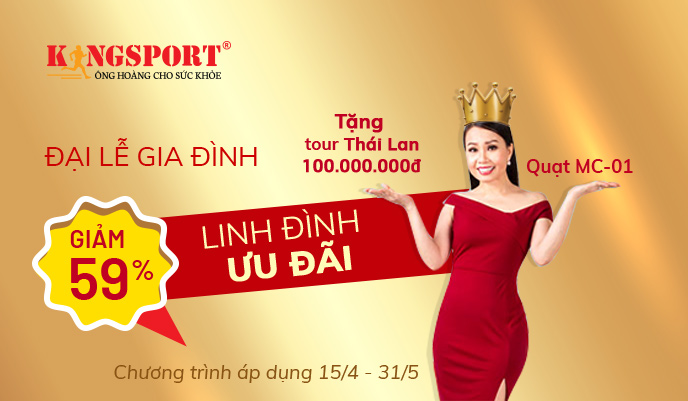 KINGSPORT®
ÔNG HOÀNG CHO SỨC KHỎE
ĐẠI LỄ GIA ĐÌNH
Tặng
tour Thái Lan
100.000.000đ
Quạt MC-01
GIẢM
59%
LINH ĐÌNH
ƯU ĐÃI
Chương trình áp dụng 15/4 - 31/5